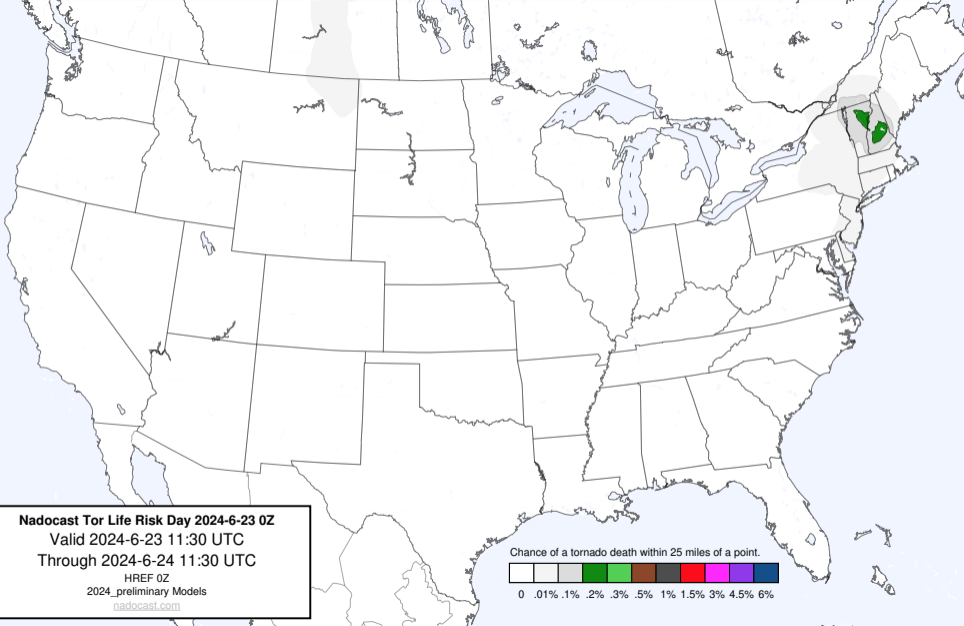 Nadocast Tor Life Risk Day 2024-6-23 0Z
Valid 2024-6-23 11:30 UTC
Through 2024-6-24 11:30 UTC
HREF 0Z
2024_preliminary Models
nadocast.com
Chance of a tornado death within 25 miles of a point.
0 .01% .1% .2% .3% .5% 1% 1.5% 3% 4.5% 6%